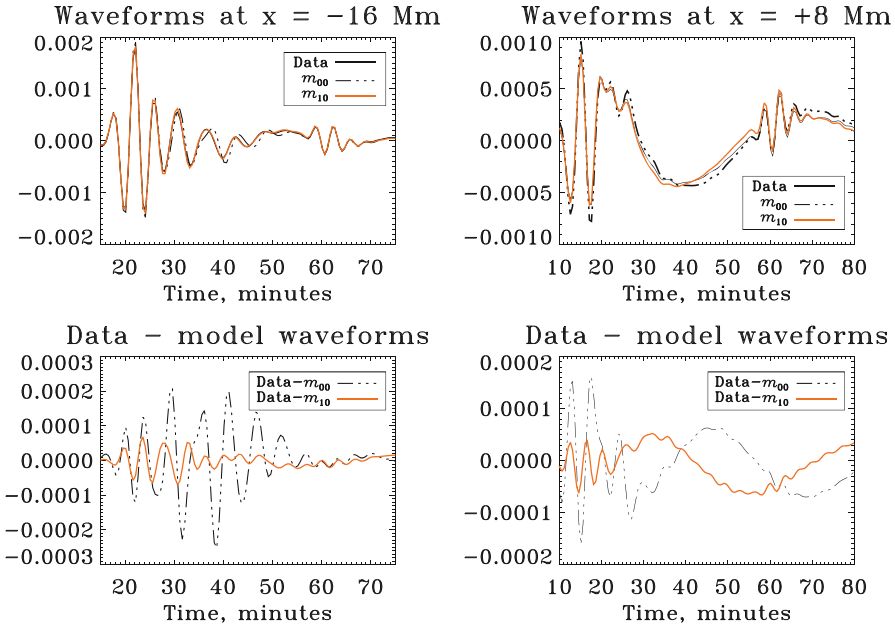 Waveforms at x = −16 Mm
0.002
0.001
0.000
−0.001
−0.002
Data
m00
m10
20 30 40 50 60 70
Time, minutes
Waveforms at x = +8 Mm
0.0010
0.0005
0.0000
−0.0005
−0.0010
Data
m00
m10
10 20 30 40 50 60 70 80
Time, minutes
Data − model waveforms
0.0003
0.0002
0.0001
0.0000
−0.0001
−0.0002
−0.0003
Data-m00
Data-m10
20 30 40 50 60 70
Time, minutes
Data − model waveforms
0.0002
0.0001
0.0000
−0.0001
−0.0002
Data-m00
Data-m10
10 20 30 40 50 60 70 80
Time, minutes